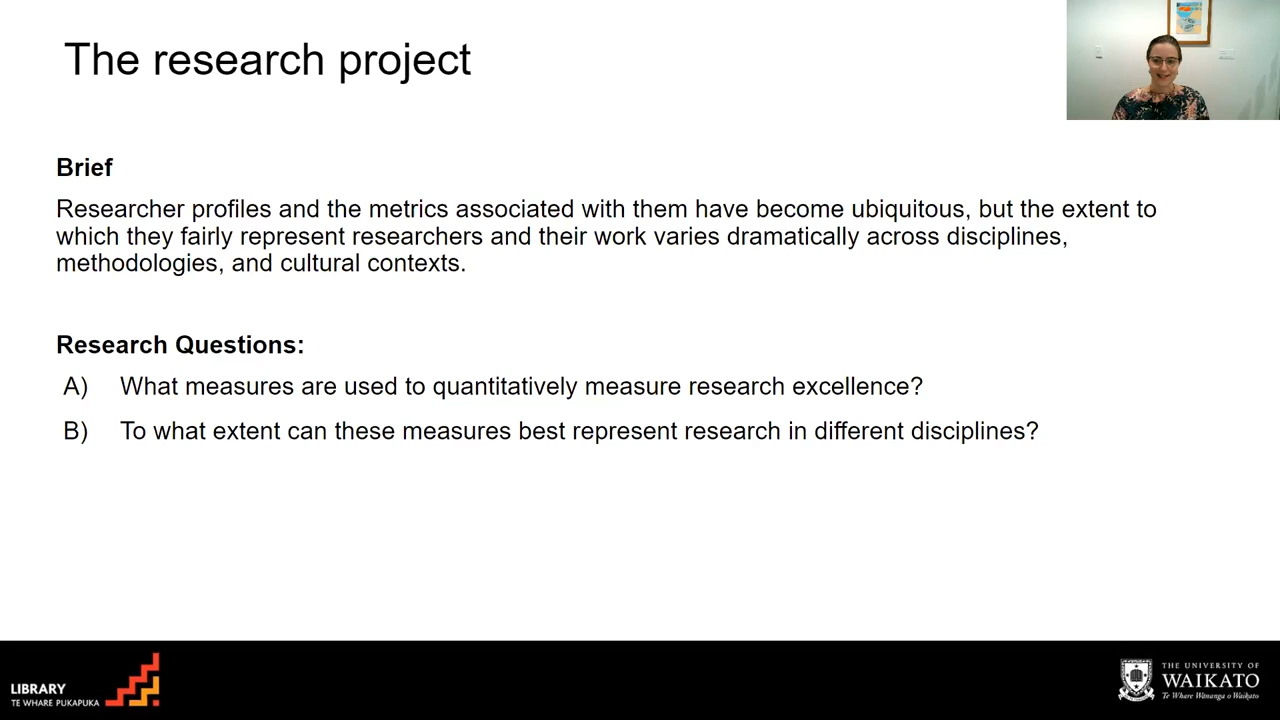 The research project
Brief
Researcher profiles and the metrics associated with them have become ubiquitous, but the extent to
which they fairly represent researchers and their work varies dramatically across disciplines,
methodologies, and cultural contexts.
Research Questions:
A) What measures are used to quantitatively measure research excellence?
B) To what extent can these measures best represent research in different disciplines?
LIBRARY
TE WHARE PUKAPUKA
THE UNIVERSITY OF
WAIKATO
Te Whare Wānanga o Waikato